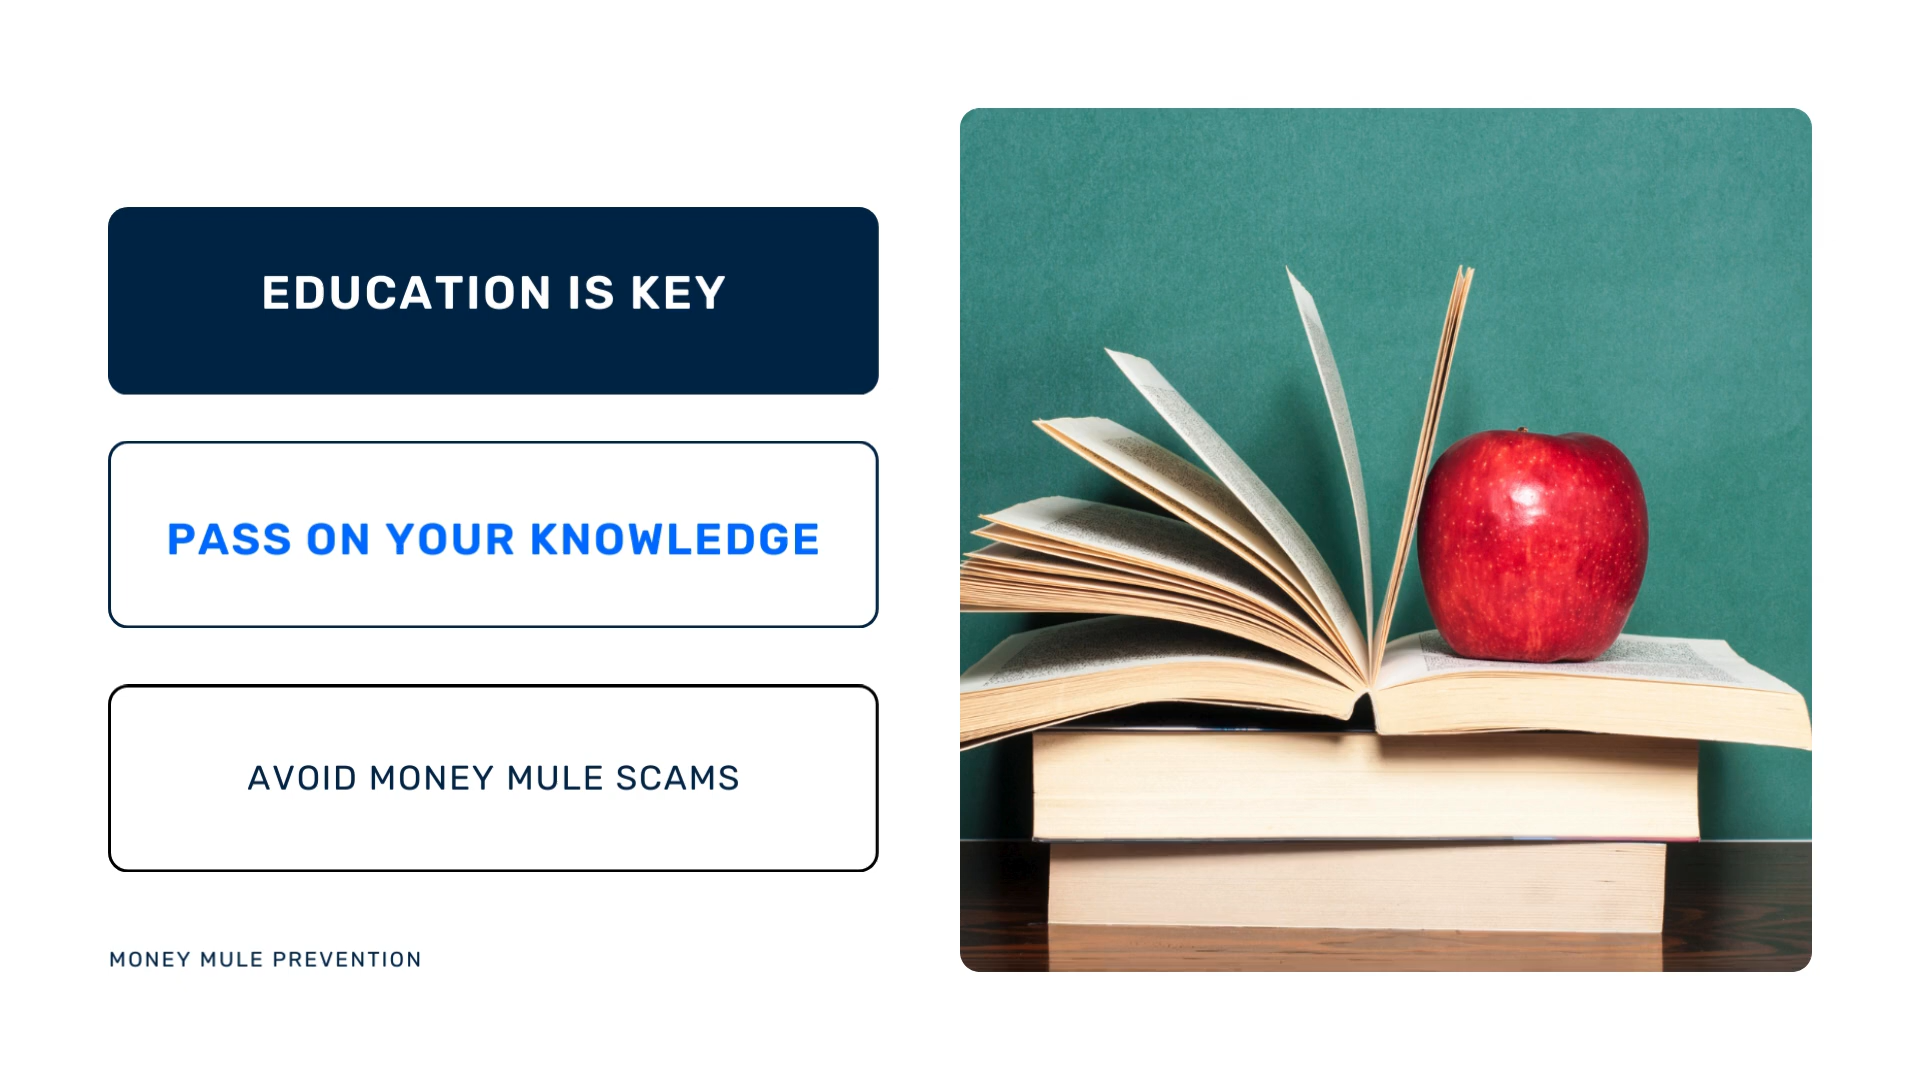 EDUCATION IS KEY
PASS ON YOUR KNOWLEDGE
AVOID MONEY MULE SCAMS
MONEY MULE PREVENTION